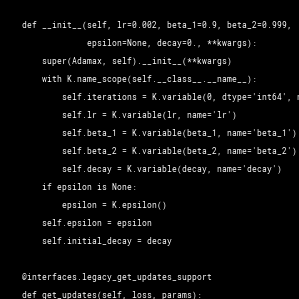 def __init__(self, lr=0.002, beta_1=0.9, beta_2=0.999,
epsilon=None, decay=0., **kwargs):
super(Adamax, self).__init__(**kwargs)
with K.name_scope(self.__class__.__name__):
self.iterations = K.variable(0, dtype='int64',
self.lr = K.variable(lr, name='lr')
self.beta_1 = K.variable(beta_1, name='beta_1')
self.beta_2 = K.variable(beta_2, name='beta_2')
self.decay = K.variable(decay, name='decay')
if epsilon is None:
epsilon = K.epsilon()
self.epsilon = epsilon
self.initial_decay = decay
@interfaces.legacy_get_updates_support
def get_updates(self, loss, params):